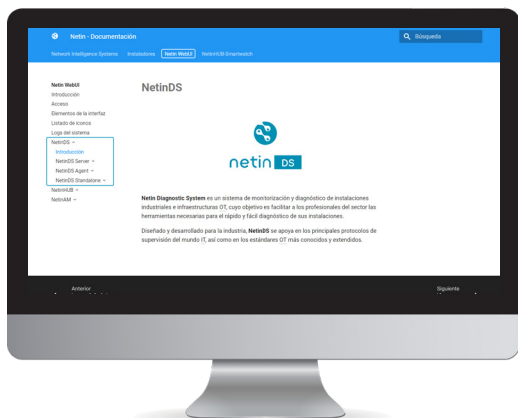 Netin - Documentación
Búsqueda
Network Intelligence Systems Instaladores Netin WebUI NetinHUB-Smartwatch
Netin WebUI
Introducción
Acceso
Elementos de la interfaz
Listado de iconos
Logs del sistema
NetinDS
Introducción
NetinDS Server
NetinDS Agent
NetinDS Standalone
NetinHUB
NetinAM
NetinDS
netin DS
Netin Diagnostic System es un sistema de monitorización y diagnóstico de instalaciones
industriales e infraestructuras OT, cuyo objetivo es facilitar a los profesionales del sector las
herramientas necesarias para el rápido y fácil diagnóstico de sus instalaciones.
Diseñado y desarrollado para la industria, NetinDS se apoya en los principales protocolos de
supervisión del mundo IT, así como en los estándares OT más conocidos y extendidos.
Anterior
Siguiente